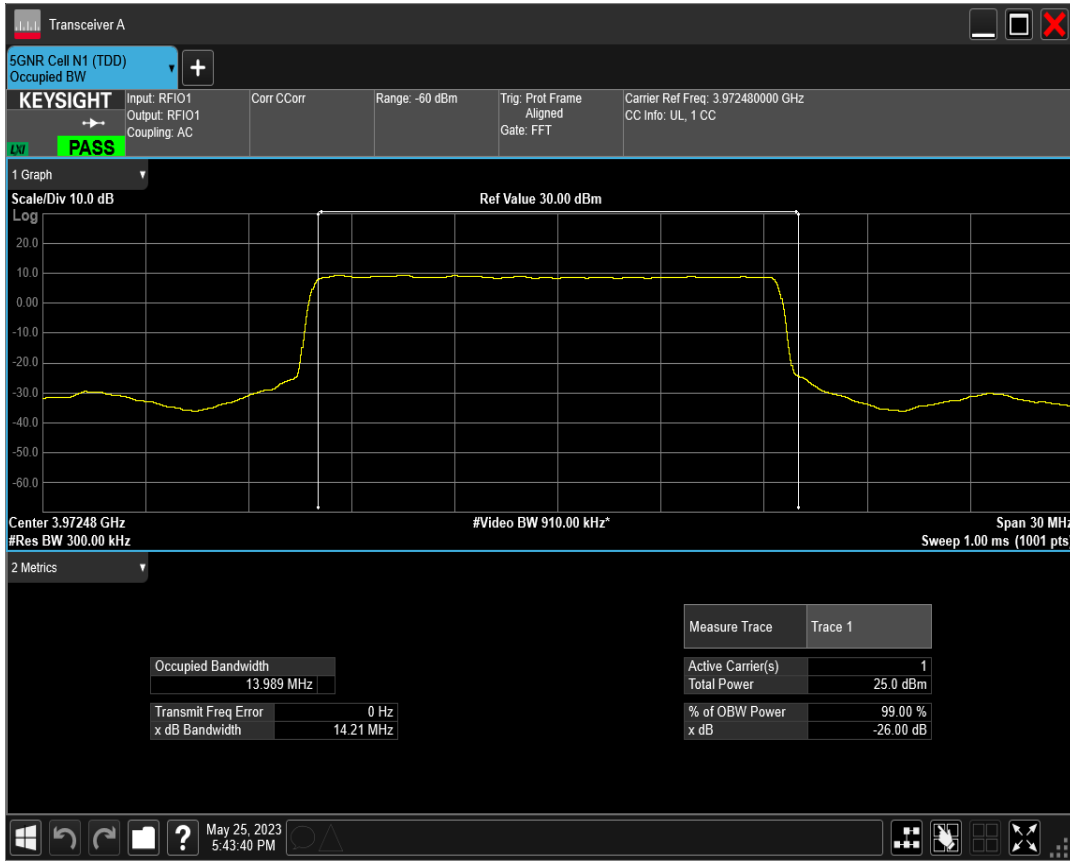 Transceiver A
5GNR Cell N1 (TDD)
Occupied BW
+
KEYSIGHT
LXI
PASS
Input: RFIO1
Output: RFIO1
Coupling: AC
Corr CCorr
Range: -60 dBm
Trig: Prot Frame
Aligned
Gate: FFT
Carrier Ref Freq: 3.972480000 GHz
CC Info: UL, 1 CC
1 Graph
Scale/Div 10.0 dB
Ref Value 30.00 dBm
Log
20.0
10.0
0.00
-10.0
-20.0
-30.0
-40.0
-50.0
-60.0
Center 3.97248 GHz
#Video BW 910.00 kHz*
Span 30 MHz
#Res BW 300.00 kHz
Sweep 1.00 ms (1001 pts)
2 Metrics
Measure Trace Trace 1
Occupied Bandwidth
13.989 MHz
Active Carrier(s) 1
Total Power 25.0 dBm
Transmit Freq Error 0 Hz
x dB Bandwidth 14.21 MHz
% of OBW Power 99.00 %
x dB -26.00 dB
?
May 25, 2023
5:43:40 PM